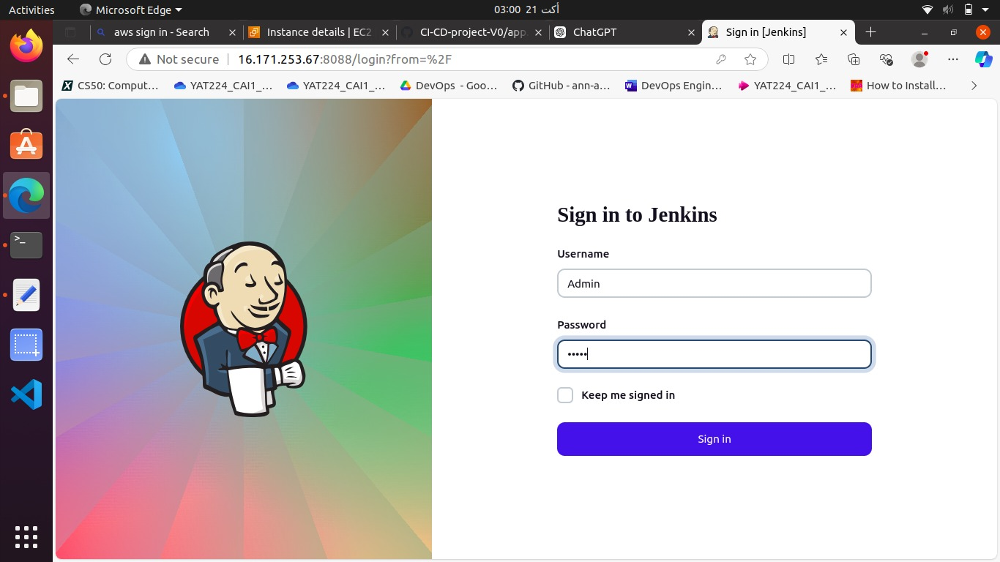 Activities
Microsoft Edge
03:00 21 أكت
aws sign in - Search
Instance details | EC2
CI-CD-project-V0/app.
ChatGPT
Sign in [Jenkins]
Not secure
16.171.253.67:8088/login?from=%2F
CS50: Comput...
YAT224_CAI1_...
YAT224_CAI1_...
DevOps - Goo...
GitHub - ann-a...
DevOps Engin...
YAT224_CAI1_...
How to Install...
Sign in to Jenkins
Username
Admin
Password
•••••
Keep me signed in
Sign in